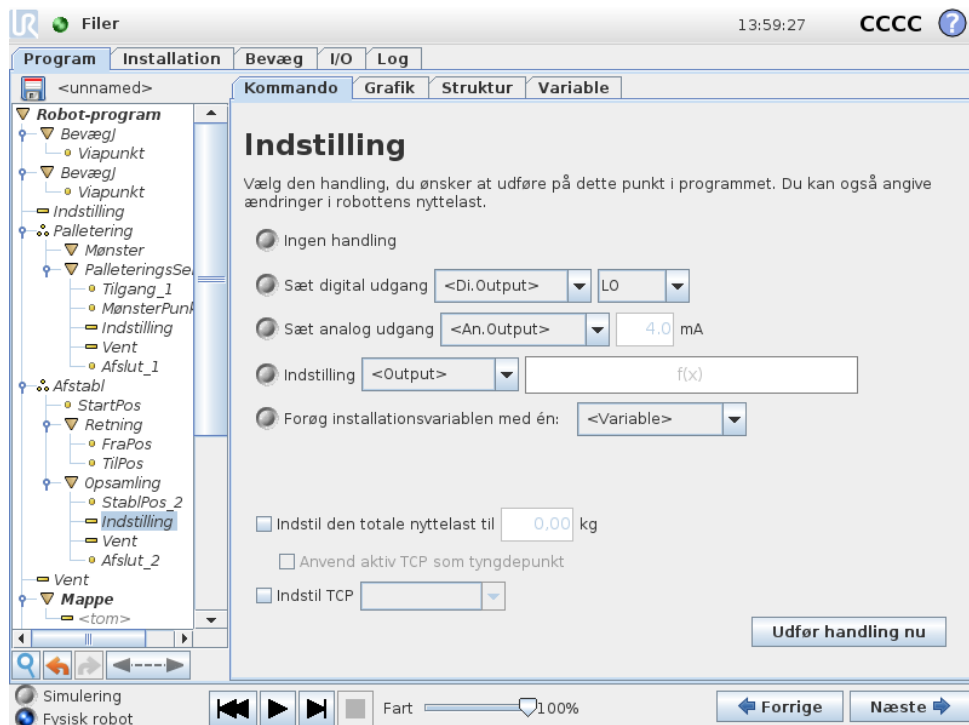 UR Filer 13:59:27 CCCC ?
Program Installation Bevæg I/O Log
<unnamed>
Kommando Grafik Struktur Variable
Robot-program
BevægJ
Viapunkt
BevægJ
Viapunkt
Indstilling
Palletering
Mønster
PalleteringsSe
Tilgang_1
MønsterPunk
Indstilling
Vent
Afslut_1
Afstabl
StartPos
Retning
FraPos
TilPos
Opsamling
StablPos_2
Indstilling
Vent
Afslut_2
Vent
Mappe
<tom>
Indstilling
Vælg den handling, du ønsker at udføre på dette punkt i programmet. Du kan også angive
ændringer i robottens nyttelast.
Ingen handling
Sæt digital udgang <Di.Output> LO
Sæt analog udgang <An.Output> 4.0 mA
Indstilling <Output> f(x)
Forøg installationsvariablen med én: <Variable>
Indstil den totale nyttelast til 0,00 kg
Anvend aktiv TCP som tyngdepunkt
Indstil TCP
Udfør handling nu
Simulering
Fysisk robot
Fart 100%
Forrige Næste